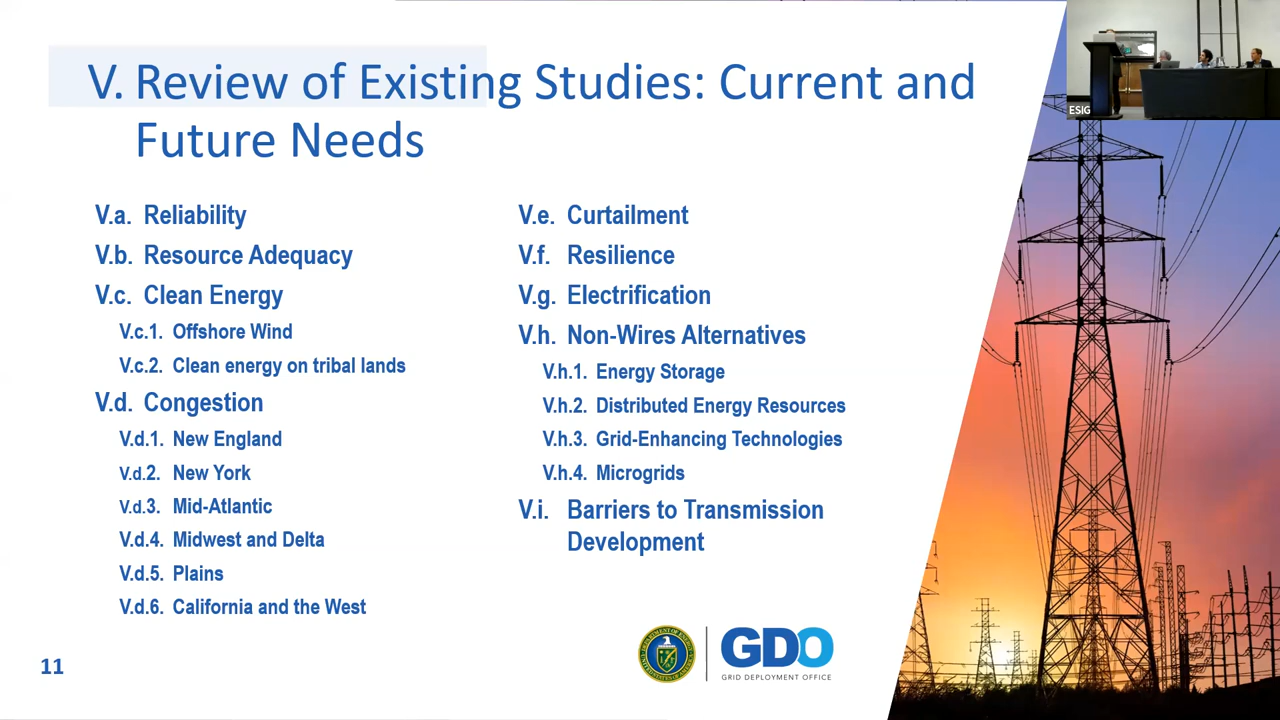 V. Review of Existing Studies: Current and
Future Needs
V.a. Reliability
V.b. Resource Adequacy
V.c. Clean Energy
V.c.1. Offshore Wind
V.c.2. Clean energy on tribal lands
V.d. Congestion
V.d.1. New England
V.d.2. New York
V.d.3. Mid-Atlantic
V.d.4. Midwest and Delta
V.d.5. Plains
V.d.6. California and the West
V.e. Curtailment
V.f. Resilience
V.g. Electrification
V.h. Non-Wires Alternatives
V.h.1. Energy Storage
V.h.2. Distributed Energy Resources
V.h.3. Grid-Enhancing Technologies
V.h.4. Microgrids
V.i. Barriers to Transmission
Development
11
GDO
GRID DEPLOYMENT OFFICE
ESIG